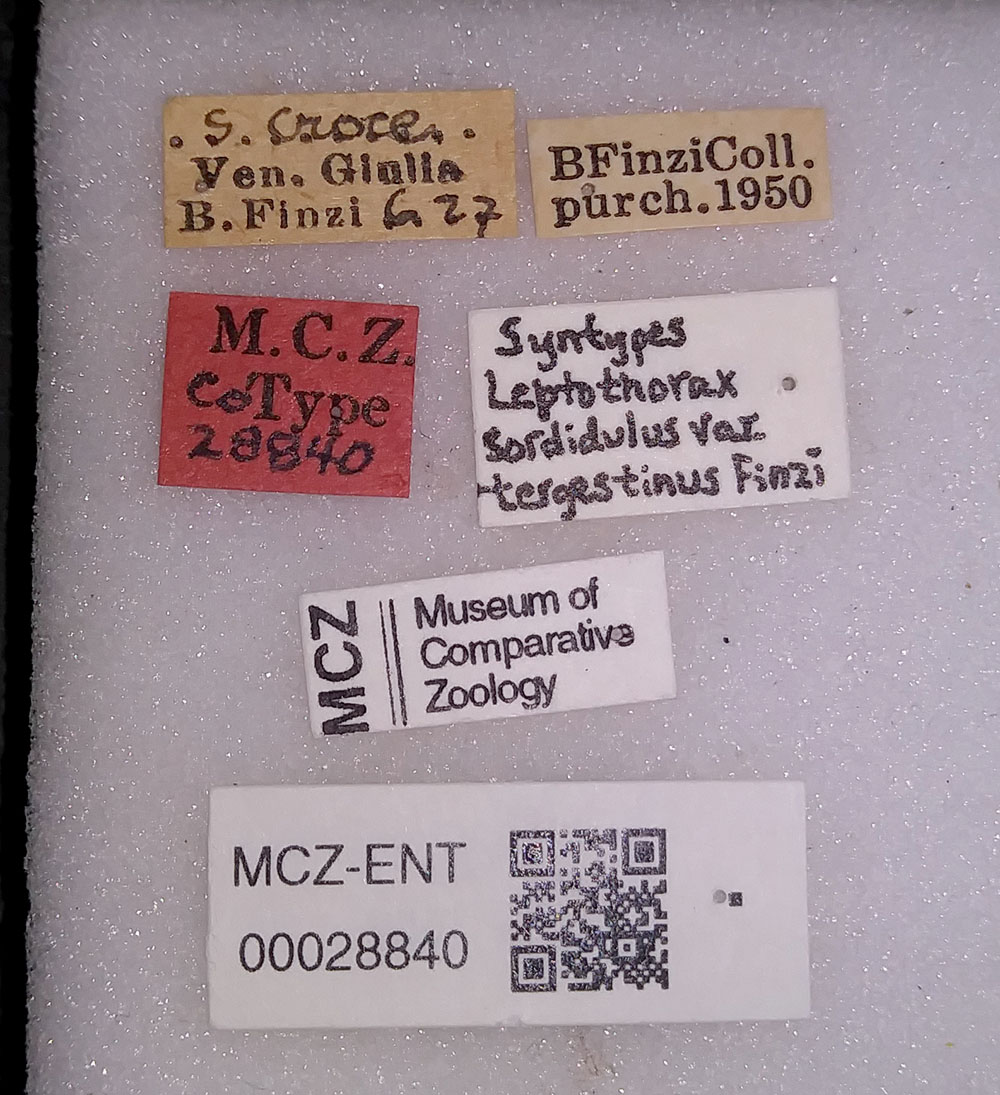 . S. Croce. .
Ven. Giulia
B. Finzi 6 27
BFinziColl.
purch.1950
M.C.Z.
CoType
28840
Syntypes
Leptothorax
sordidulus var.
tergestinus Finzi
MCZ
Museum of
Comparative
Zoology
MCZ-ENT
00028840